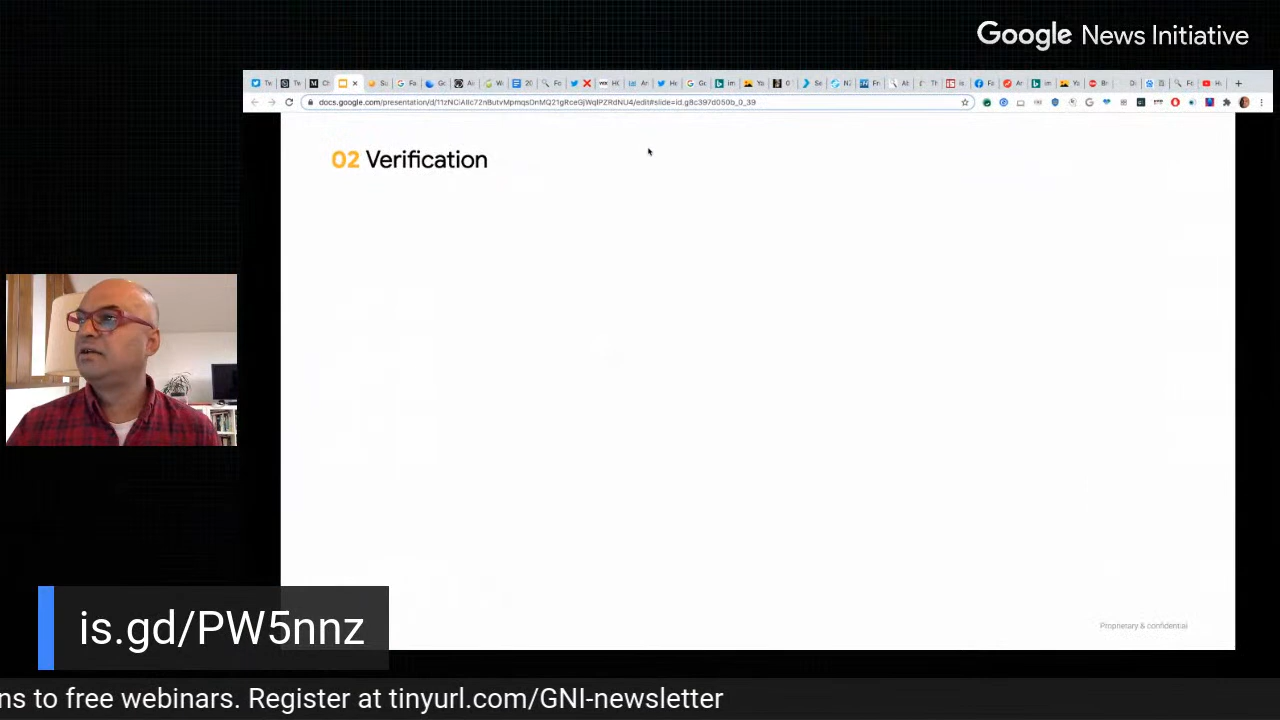 Google News Initiative
02 Verification
is.gd/PW5nnz
Proprietary & confidential
ns to free webinars. Register at tinyurl.com/GNI-newsletter